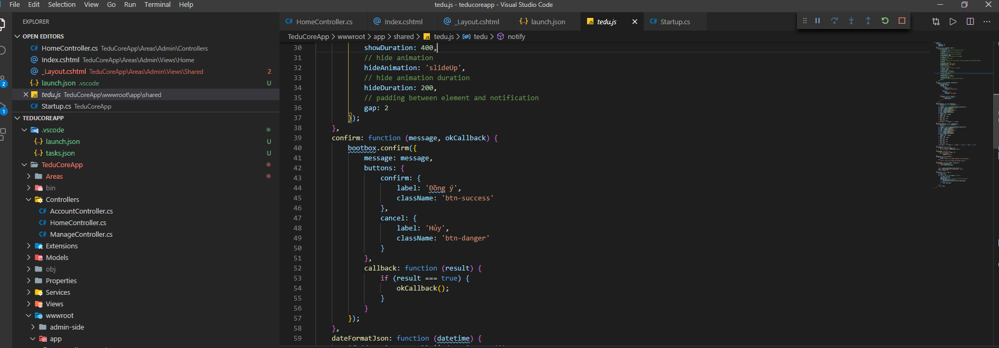 File Edit Selection View Go Run Terminal Help
tedu.js - teducoreapp - Visual Studio Code
EXPLORER
HomeController.cs Index.cshtml _Layout.cshtml launch.json tedu.js Startup.cs
OPEN EDITORS
HomeController.cs TeduCoreApp\Areas\Admin\Controllers
Index.cshtml TeduCoreApp\Areas\Admin\Views\Home
_Layout.cshtml TeduCoreApp\Areas\Admin\Views\Shared 2
launch.json .vscode U
tedu.js TeduCoreApp\wwwroot\app\shared
Startup.cs TeduCoreApp
TEDUCOREAPP
.vscode
launch.json U
tasks.json U
TeduCoreApp
Areas
bin
Controllers
AccountController.cs
HomeController.cs
ManageController.cs
Extensions
Models
obj
Properties
Services
Views
wwwroot
admin-side
app
2
1
TeduCoreApp > wwwroot > app > shared > tedu.js > tedu > notify
30 showDuration: 400,
31 // hide animation
32 hideAnimation: 'slideUp',
33 // hide animation duration
34 hideDuration: 200,
35 // padding between element and notification
36 gap: 2
37 });
38 },
39 confirm: function (message, okCallback) {
40 bootbox.confirm({
41 message: message,
42 buttons: {
43 confirm: {
44 label: 'Đồng ý',
45 className: 'btn-success'
46 },
47 cancel: {
48 label: 'Hủy',
49 className: 'btn-danger'
50 }
51 },
52 callback: function (result) {
53 if (result === true) {
54 okCallback();
55 }
56 }
57 });
58 },
59 dateFormatJson: function (datetime) {